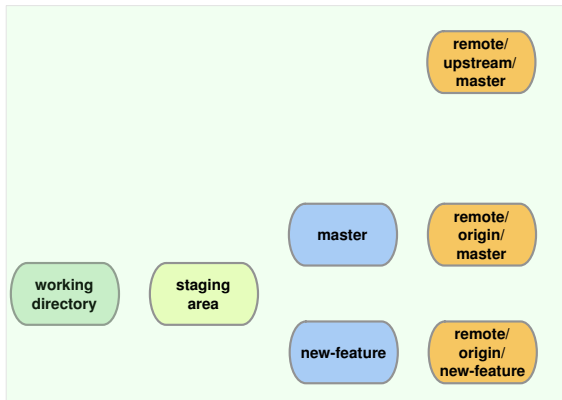 remote/
upstream/
master
master
remote/
origin/
master
working
directory
staging
area
new-feature
remote/
origin/
new-feature